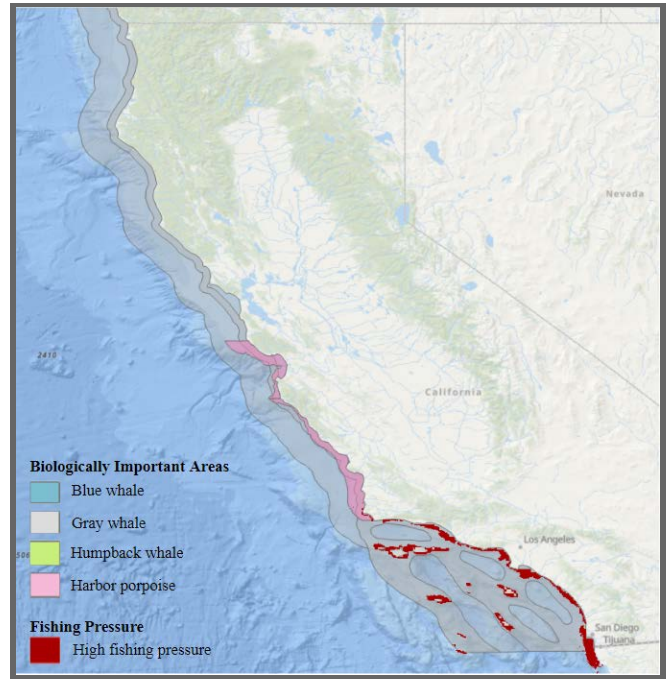 Nevada
2410
California
Biologically Important Areas
Blue whale
Gray whale
Humpback whale
Harbor porpoise
Fishing Pressure
High fishing pressure
Los Angeles
San Diego
Tijuana